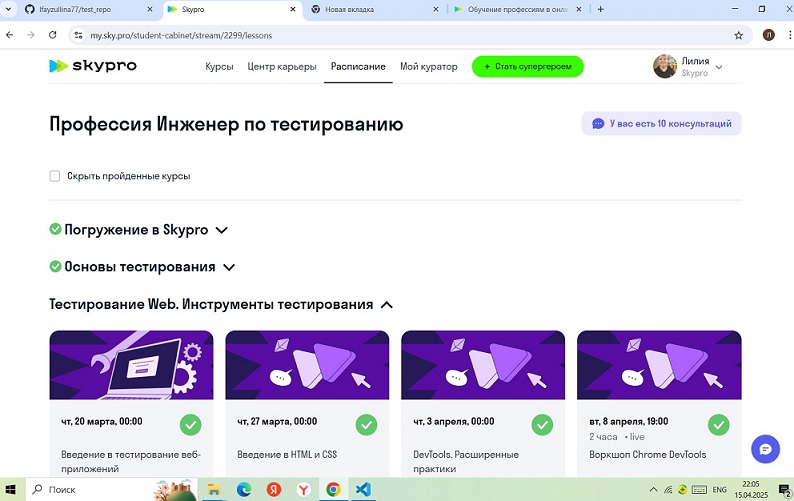 lfayzullina77/test_repo
Skypro
Новая вкладка
Обучение профессиям в онла
my.sky.pro/student-cabinet/stream/2299/lessons
Л
skypro
Курсы
Центр карьеры
Расписание
Мой куратор
+ Стать супергероем
Лилия
Skypro
Профессия Инженер по тестированию
У вас есть 10 консультаций
Скрыть пройденные курсы
Погружение в Skypro
Основы тестирования
Тестирование Web. Инструменты тестирования
чт, 20 марта, 00:00
Введение в тестирование веб-
приложений
чт, 27 марта, 00:00
Введение в HTML и CSS
чт, 3 апреля, 00:00
DevTools. Расширенные
практики
вт, 8 апреля, 19:00
2 часа • live
Воркшоп Chrome DevTools
Поиск
ENG
22:05
15.04.2025
2